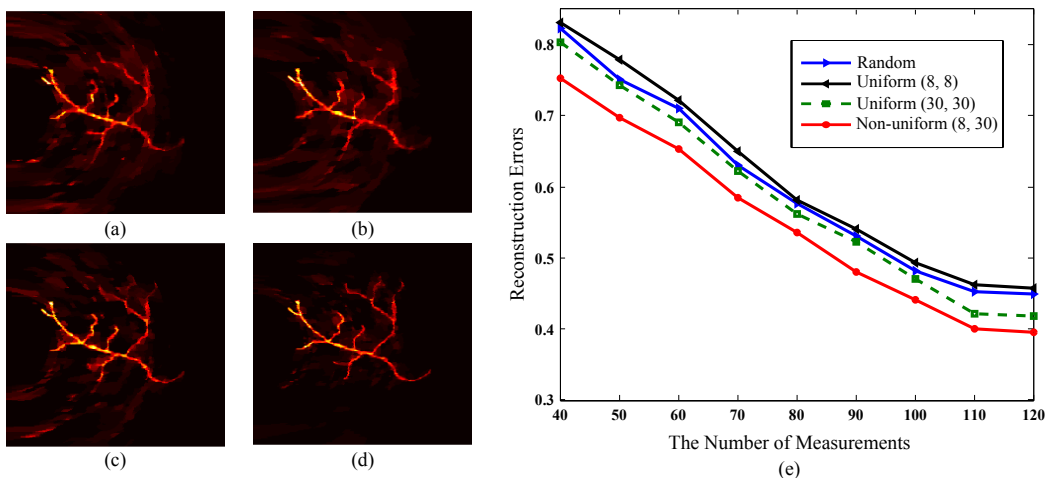 (a)
(b)
(c)
(d)
Reconstruction Errors
0.8
0.7
0.6
0.5
0.4
0.3
40 50 60 70 80 90 100 110 120
The Number of Measurements
Random
Uniform (8, 8)
Uniform (30, 30)
Non-uniform (8, 30)
(e)